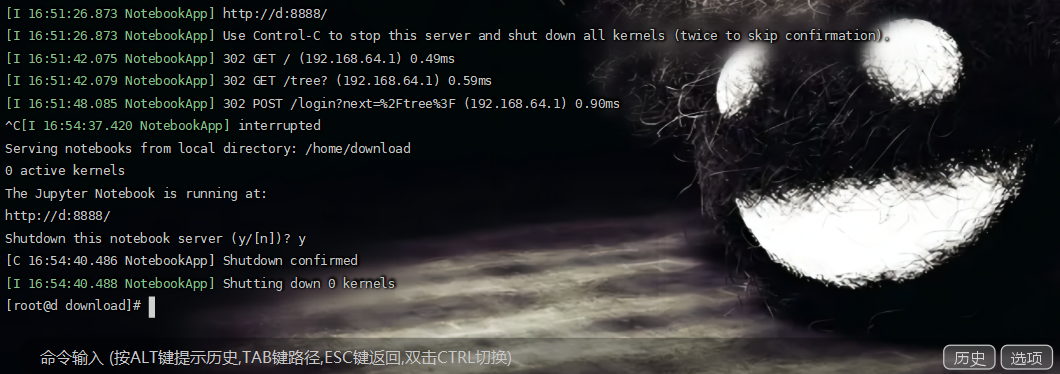 [I 16:51:26.873 NotebookApp] http://d:8888/
[I 16:51:26.873 NotebookApp] Use Control-C to stop this server and shut down all kernels (twice to skip confirmation).
[I 16:51:42.075 NotebookApp] 302 GET / (192.168.64.1) 0.49ms
[I 16:51:42.079 NotebookApp] 302 GET /tree? (192.168.64.1) 0.59ms
[I 16:51:48.085 NotebookApp] 302 POST /login?next=%2Ftree%3F (192.168.64.1) 0.90ms
^C[I 16:54:37.420 NotebookApp] interrupted
Serving notebooks from local directory: /home/download
0 active kernels
The Jupyter Notebook is running at:
http://d:8888/
Shutdown this notebook server (y/[n])? y
[C 16:54:40.486 NotebookApp] Shutdown confirmed
[I 16:54:40.488 NotebookApp] Shutting down 0 kernels
[root@d download]#
命令输入 (按ALT键提示历史,TAB键路径,ESC键返回,双击CTRL切换) 历史 选项